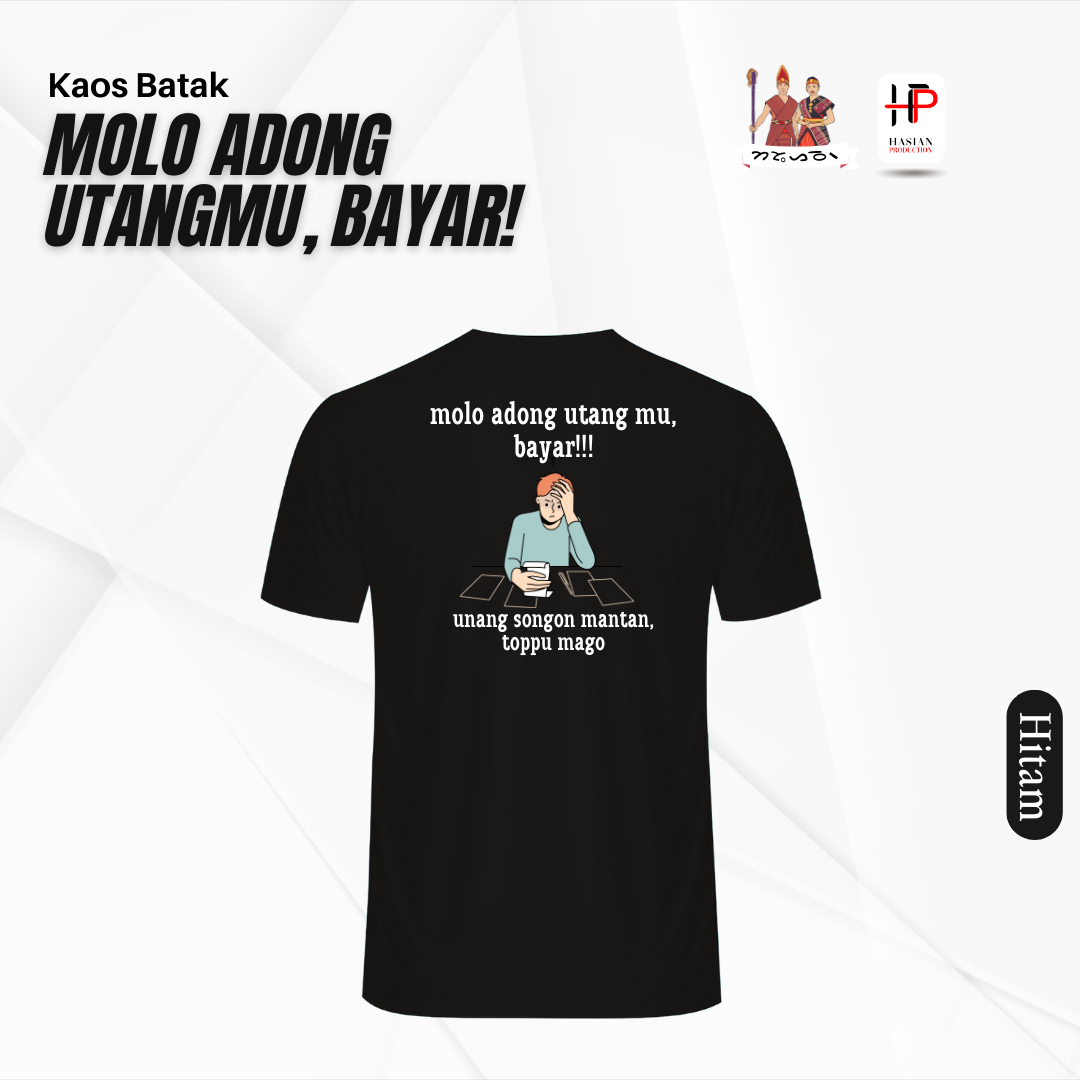 Kaos Batak
MOLO ADONG
UTANGMU, BAYAR!
HP
HASIAN
PRODUCTION
molo adong utang mu,
bayar!!!
unang songon mantan,
toppu mago
Hitam